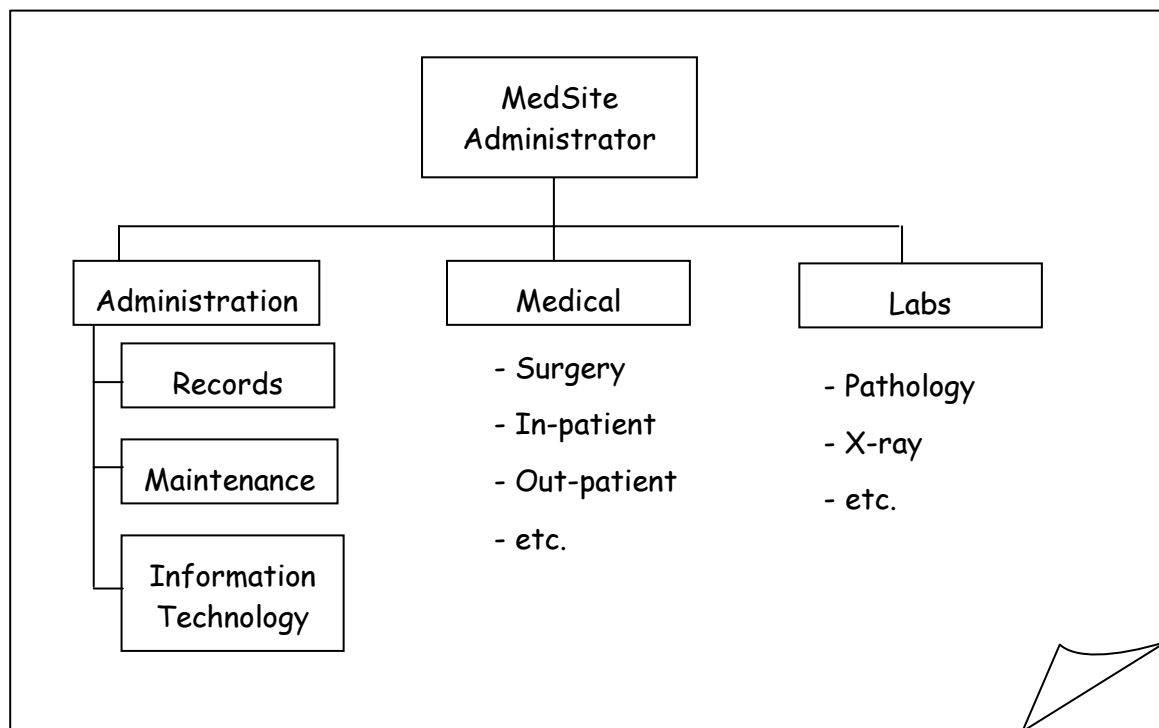 MedSite
Administrator
Administration
Records
Maintenance
Information
Technology
Medical
- Surgery
- In-patient
- Out-patient
- etc.
Labs
- Pathology
- X-ray
- etc.